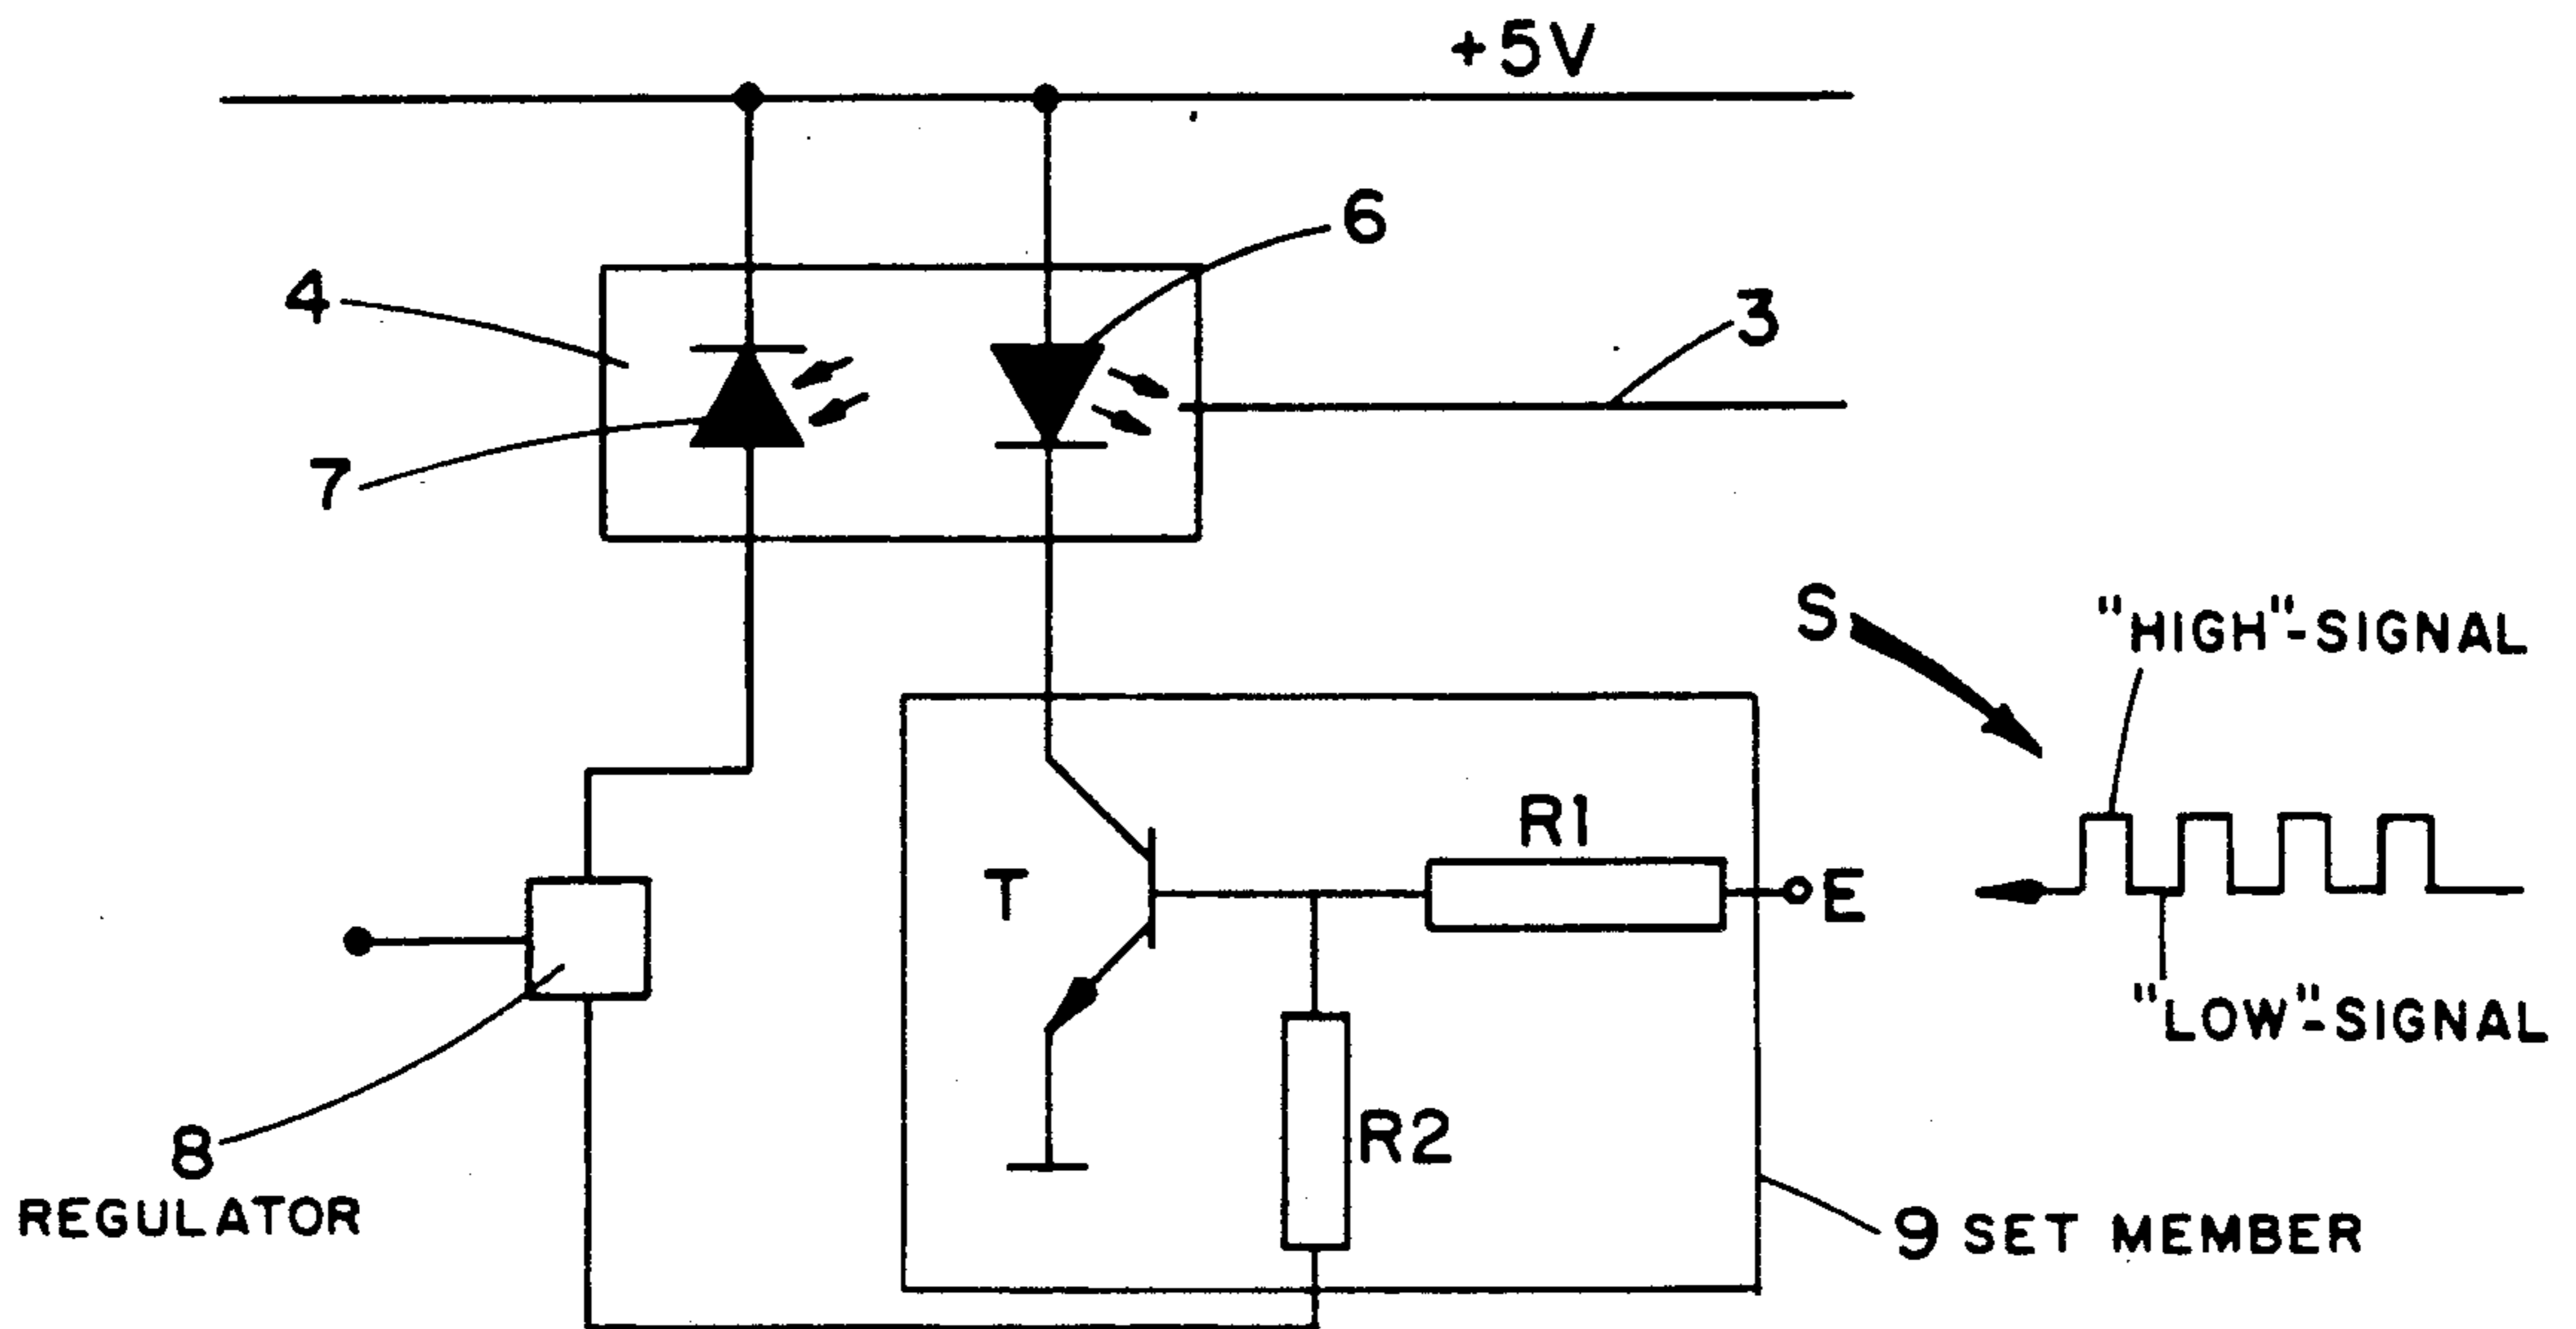 +5V
6
4
3
7
S
"HIGH"-SIGNAL
R1
T
E
"LOW"-SIGNAL
R2
8
REGULATOR
9 SET MEMBER